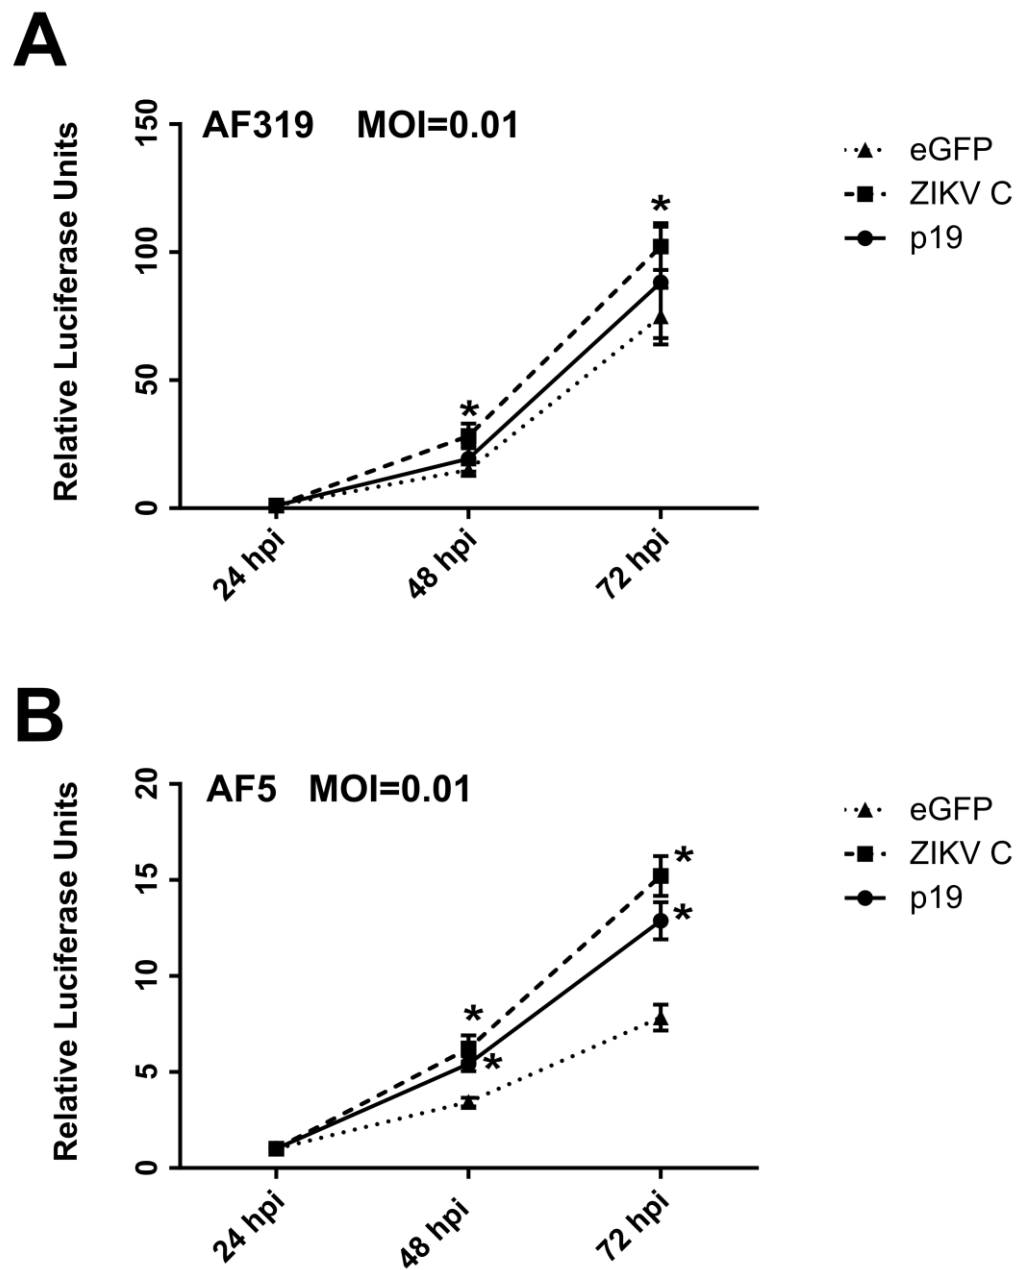 A
AF319 MOI=0.01
Relative Luciferase Units
150
100
50
0
24 hpi
48 hpi
72 hpi
*
*
eGFP
ZIKV C
p19
B
AF5 MOI=0.01
Relative Luciferase Units
20
15
10
5
0
24 hpi
48 hpi
72 hpi
*
*
*
*
eGFP
ZIKV C
p19